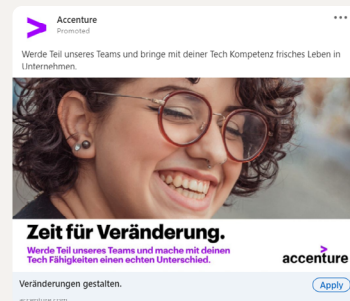 Accenture
Promoted
Werde Teil unseres Teams und bringe mit deiner Tech Kompetenz frisches Leben in
Unternehmen.
Zeit für Veränderung.
Werde Teil unseres Teams und mache mit deinen
Tech Fähigkeiten einen echten Unterschied.
accenture
Veränderungen gestalten.
Apply